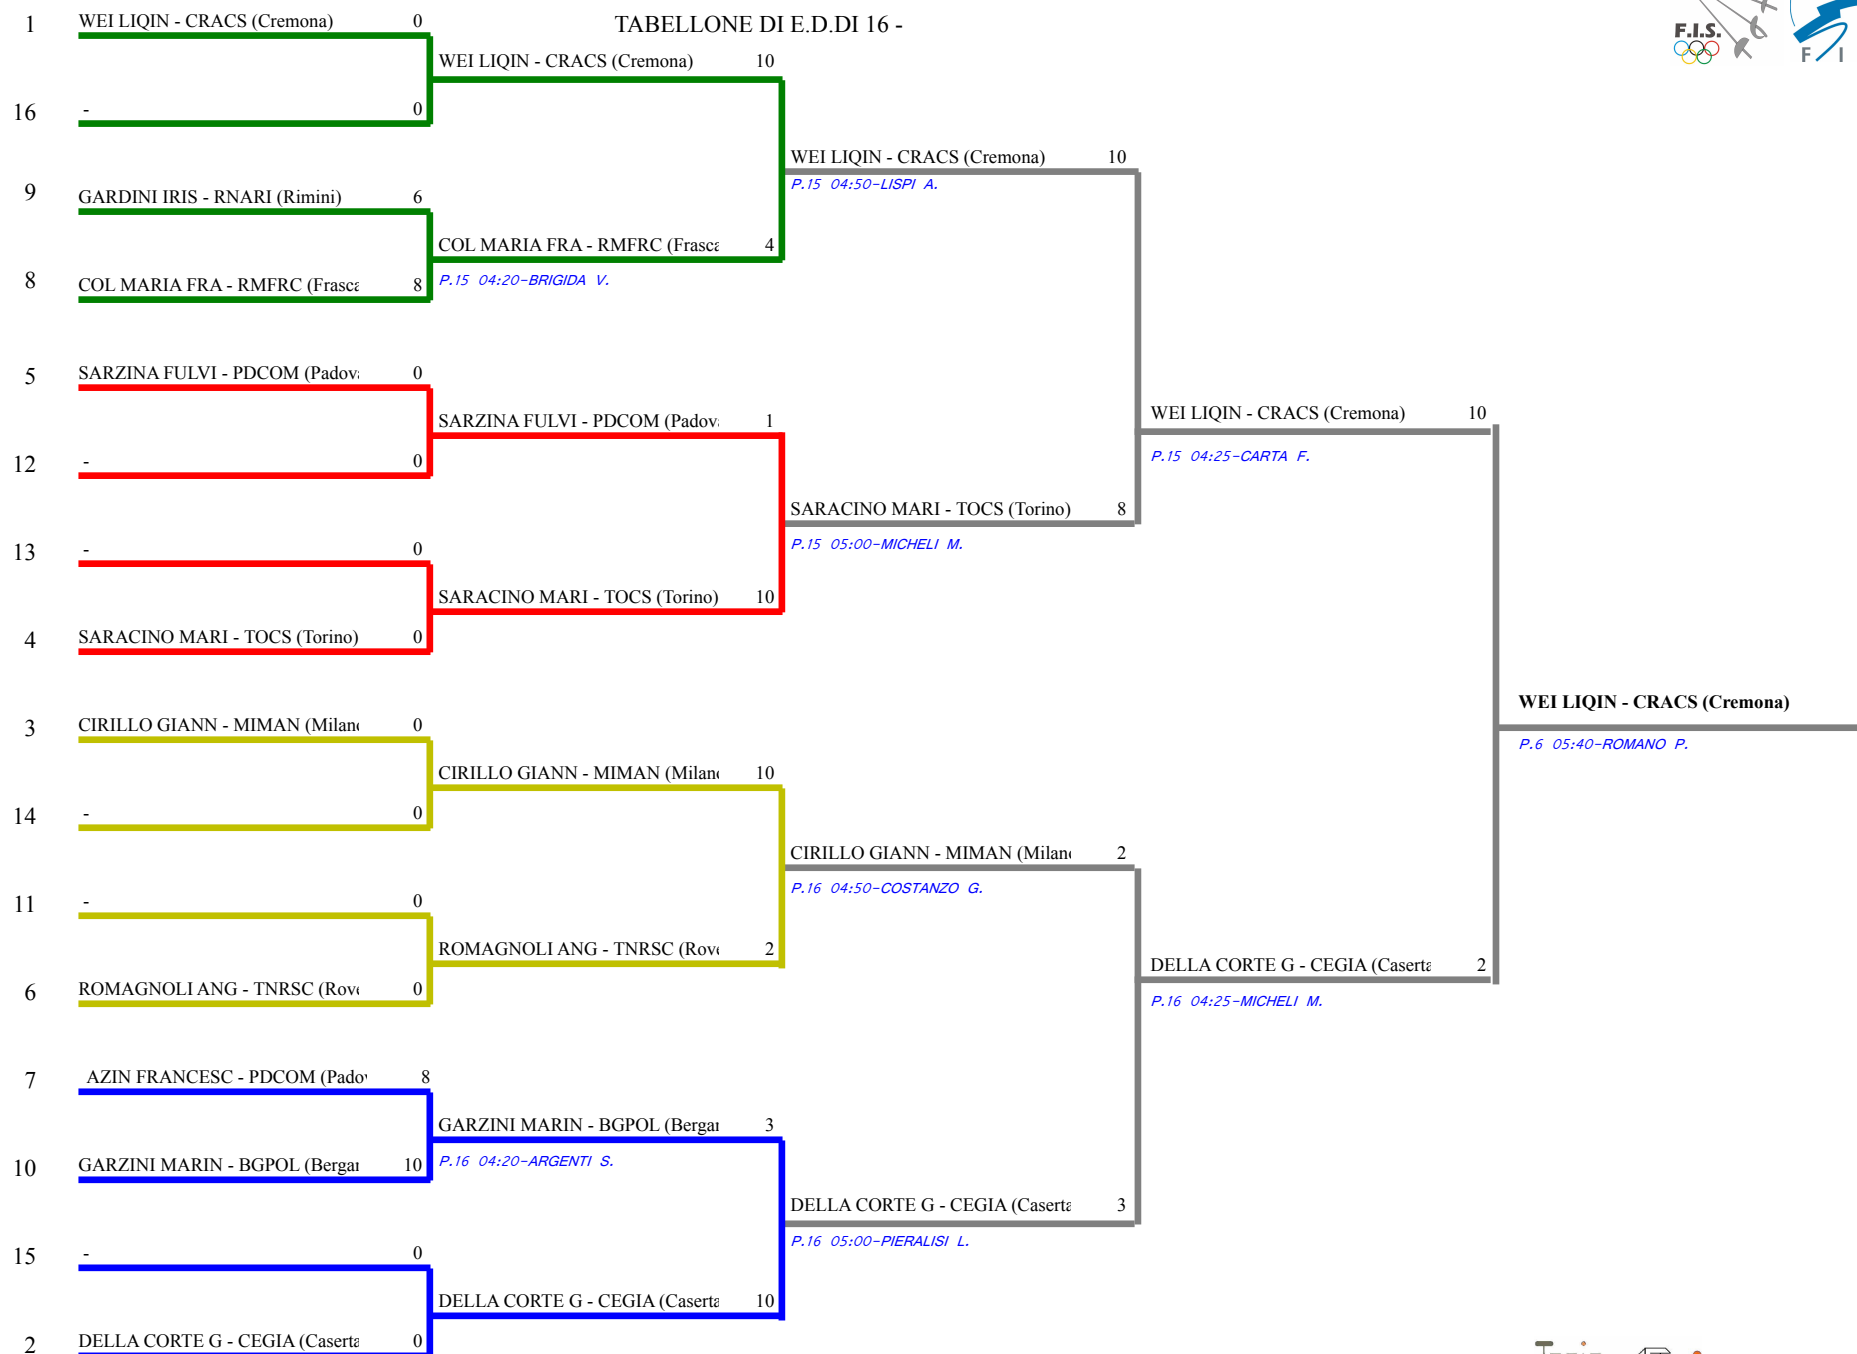 TABELLONE DI E.D.DI 16 -
F.I.S.
F I
1 WEI LIQIN - CRACS (Cremona) 0 -
WEI LIQIN - CRACS (Cremona) 10
16 - 0
WEI LIQIN - CRACS (Cremona) 10
P.15 04:50-LISPI A.
9 GARDINI IRIS - RNARI (Rimini) 6
COL MARIA FRA - RMFRC (Frasca 4
P.15 04:20-BRIGIDA V.
8 COL MARIA FRA - RMFRC (Frasca 8
5 SARZINA FULVI - PDCOM (Padova 0
WEI LIQIN - CRACS (Cremona) 10
P.15 04:25-CARTA F.
SARZINA FULVI - PDCOM (Padova 1
12 - 0
SARACINO MARI - TOCS (Torino) 8
P.15 05:00-MICHELI M.
13 - 0
SARACINO MARI - TOCS (Torino) 10
4 SARACINO MARI - TOCS (Torino) 0
WEI LIQIN - CRACS (Cremona)
P.6 05:40-ROMANO P.
3 CIRILLO GIANN - MIMAN (Milano 0
CIRILLO GIANN - MIMAN (Milano 10
14 - 0
CIRILLO GIANN - MIMAN (Milano 2
P.16 04:50-COSTANZO G.
11 - 0
ROMAGNOLI ANG - TNRSC (Rove 2
DELLA CORTE G - CEGIA (Caserta 2
P.16 04:25-MICHELI M.
6 ROMAGNOLI ANG - TNRSC (Rove 0
7 AZIN FRANCESC - PDCOM (Padov 8
GARZINI MARIN - BGPOL (Bergam 3
P.16 04:20-ARGENTI S.
10 GARZINI MARIN - BGPOL (Bergam 10
DELLA CORTE G - CEGIA (Caserta 3
P.16 05:00-PIERALISI L.
15 - 0
DELLA CORTE G - CEGIA (Caserta 10
2 DELLA CORTE G - CEGIA (Caserta 0